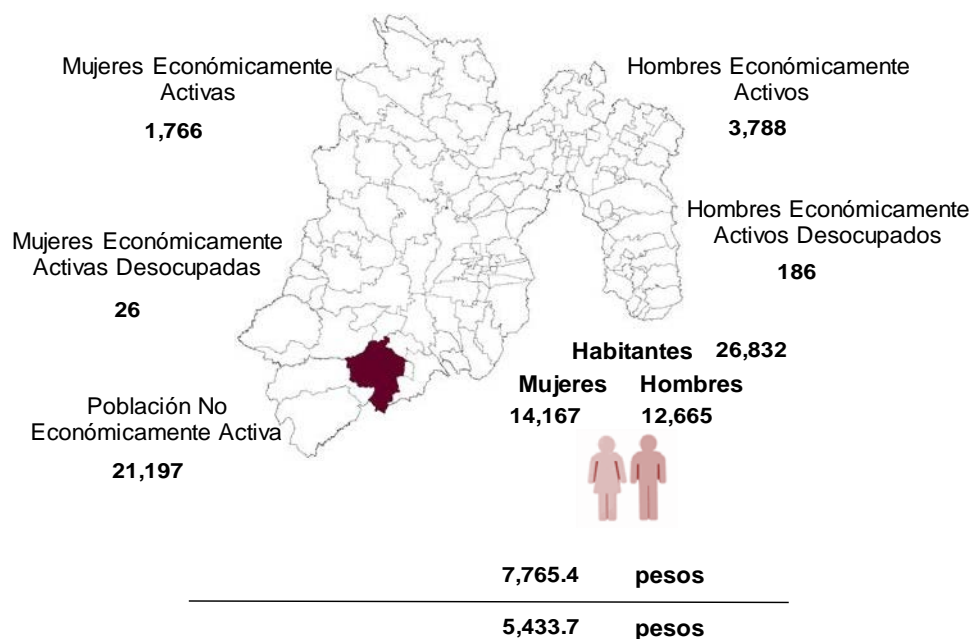 Mujeres Económicamente
Activas
1,766
Hombres Económicamente
Activos
3,788
Mujeres Económicamente
Activas Desocupadas
26
Hombres Económicamente
Activos Desocupados
186
Habitantes 26,832
Mujeres Hombres
14,167 12,665
Población No
Económicamente Activa
21,197
7,765.4 pesos
5,433.7 pesos